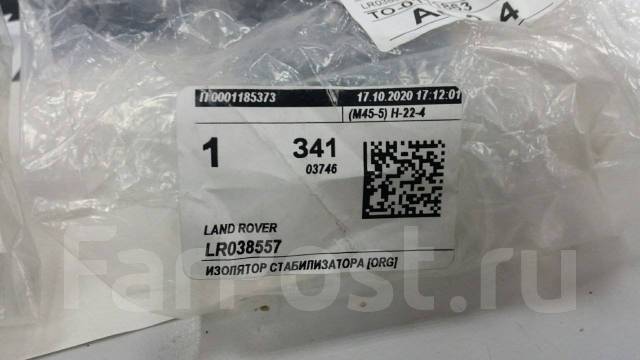 П0001185373 17.10.2020 17:12:01
(M45-5) H-22-4
1 341
03746
LAND ROVER
LR038557
ИЗОЛЯТОР СТАБИЛИЗАТОРА [ORG]
FarPost.ru